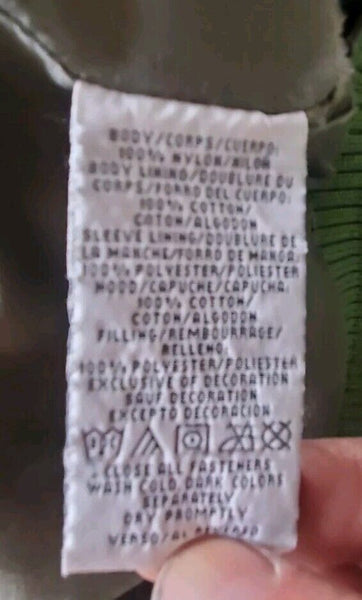 BODY/CORPS/CUERPO:
100% NYLON/NILON
BODY LINING/DOUBLURE DU
CORPS/FORRO DEL CUERPO:
100% COTTON/
COTON/ALGODON
SLEEVE LINING/DOUBLURE DE
LA MANCHE/FORRO DE MANGA:
100% POLYESTER/POLIESTER
HOOD/CAPUCHE/CAPUCHA:
100% COTTON/
COTON/ALGODON
FILLING/REMBOURRAGE/
RELLENO:
100% POLYESTER/POLIESTER
EXCLUSIVE OF DECORATION
SAUF DECORATION
EXCEPTO DECORACION
CLOSE ALL FASTENERS
WASH COLD DARK COLORS
SEPARATELY
DRY PROMPTLY
VERSO/AL REVERSO